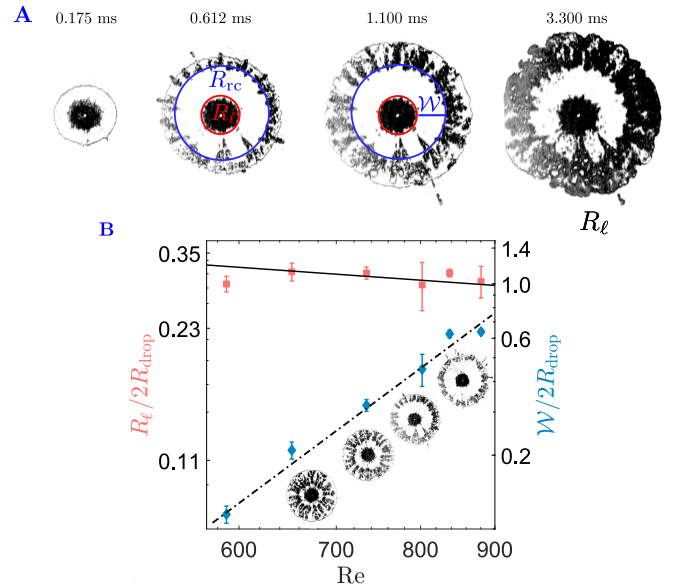 A
0.175 ms 0.612 ms 1.100 ms 3.300 ms
R_rc
R_ℓ
𝒲
R_ℓ
B
0.35
0.23
0.11
R_ℓ/2R_drop
1.4
1.0
0.6
0.2
𝒲/2R_drop
600 700 800 900
Re